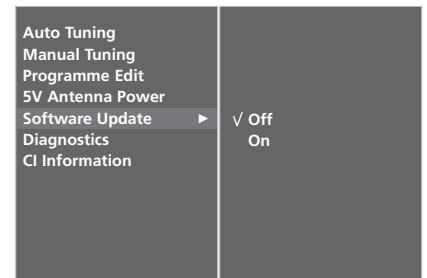 Auto Tuning
Manual Tuning
Programme Edit
5V Antenna Power
Software Update ►
Diagnostics
CI Information
√ Off
On